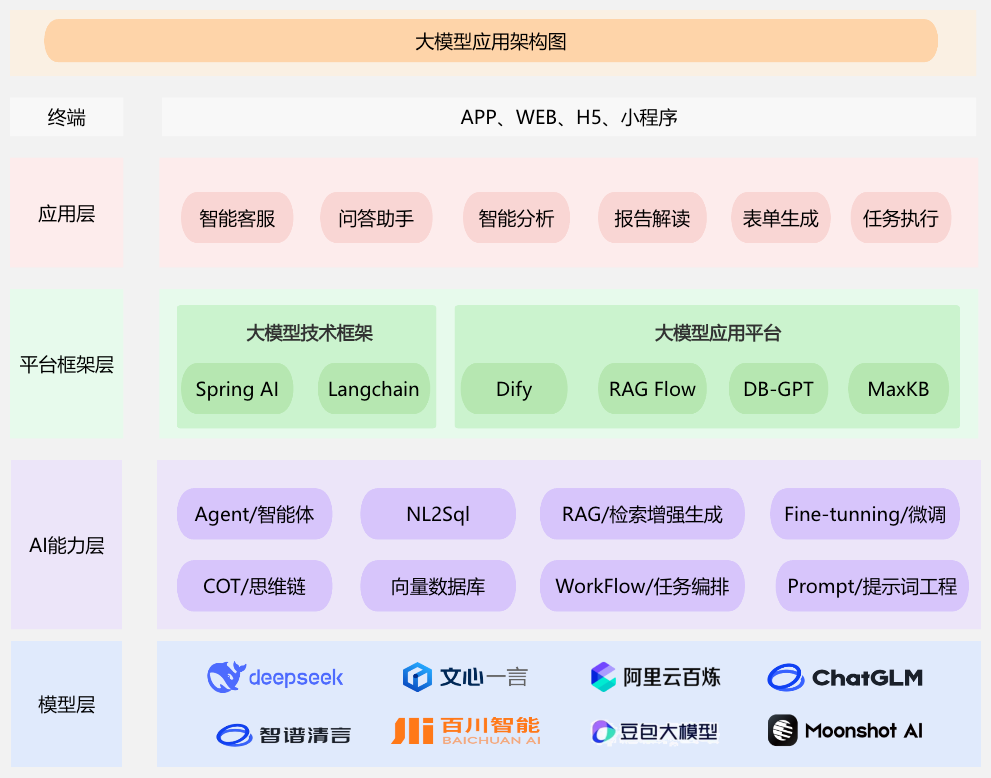 大模型应用架构图
终端
APP、WEB、H5、小程序
应用层
智能客服
问答助手
智能分析
报告解读
表单生成
任务执行
平台框架层
大模型技术框架
Spring AI
Langchain
大模型应用平台
Dify
RAG Flow
DB-GPT
MaxKB
AI能力层
Agent/智能体
NL2Sql
RAG/检索增强生成
Fine-tunning/微调
COT/思维链
向量数据库
WorkFlow/任务编排
Prompt/提示词工程
模型层
deepseek
文心一言
阿里云百炼
ChatGLM
智谱清言
百川智能
BAICHUAN AI
豆包大模型
Moonshot AI